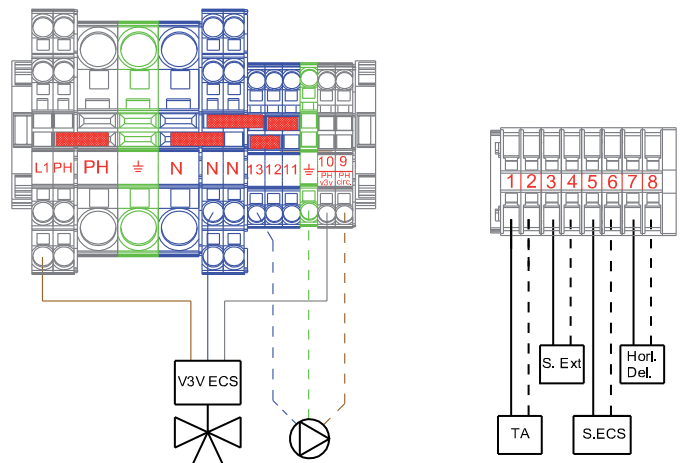 L1 PH PH N N N 13 12 11 10 9
PH PH
v3v circ.
1 2 3 4 5 6 7 8
S. Ext
Horl.
Del.
V3V ECS
TA
S.ECS